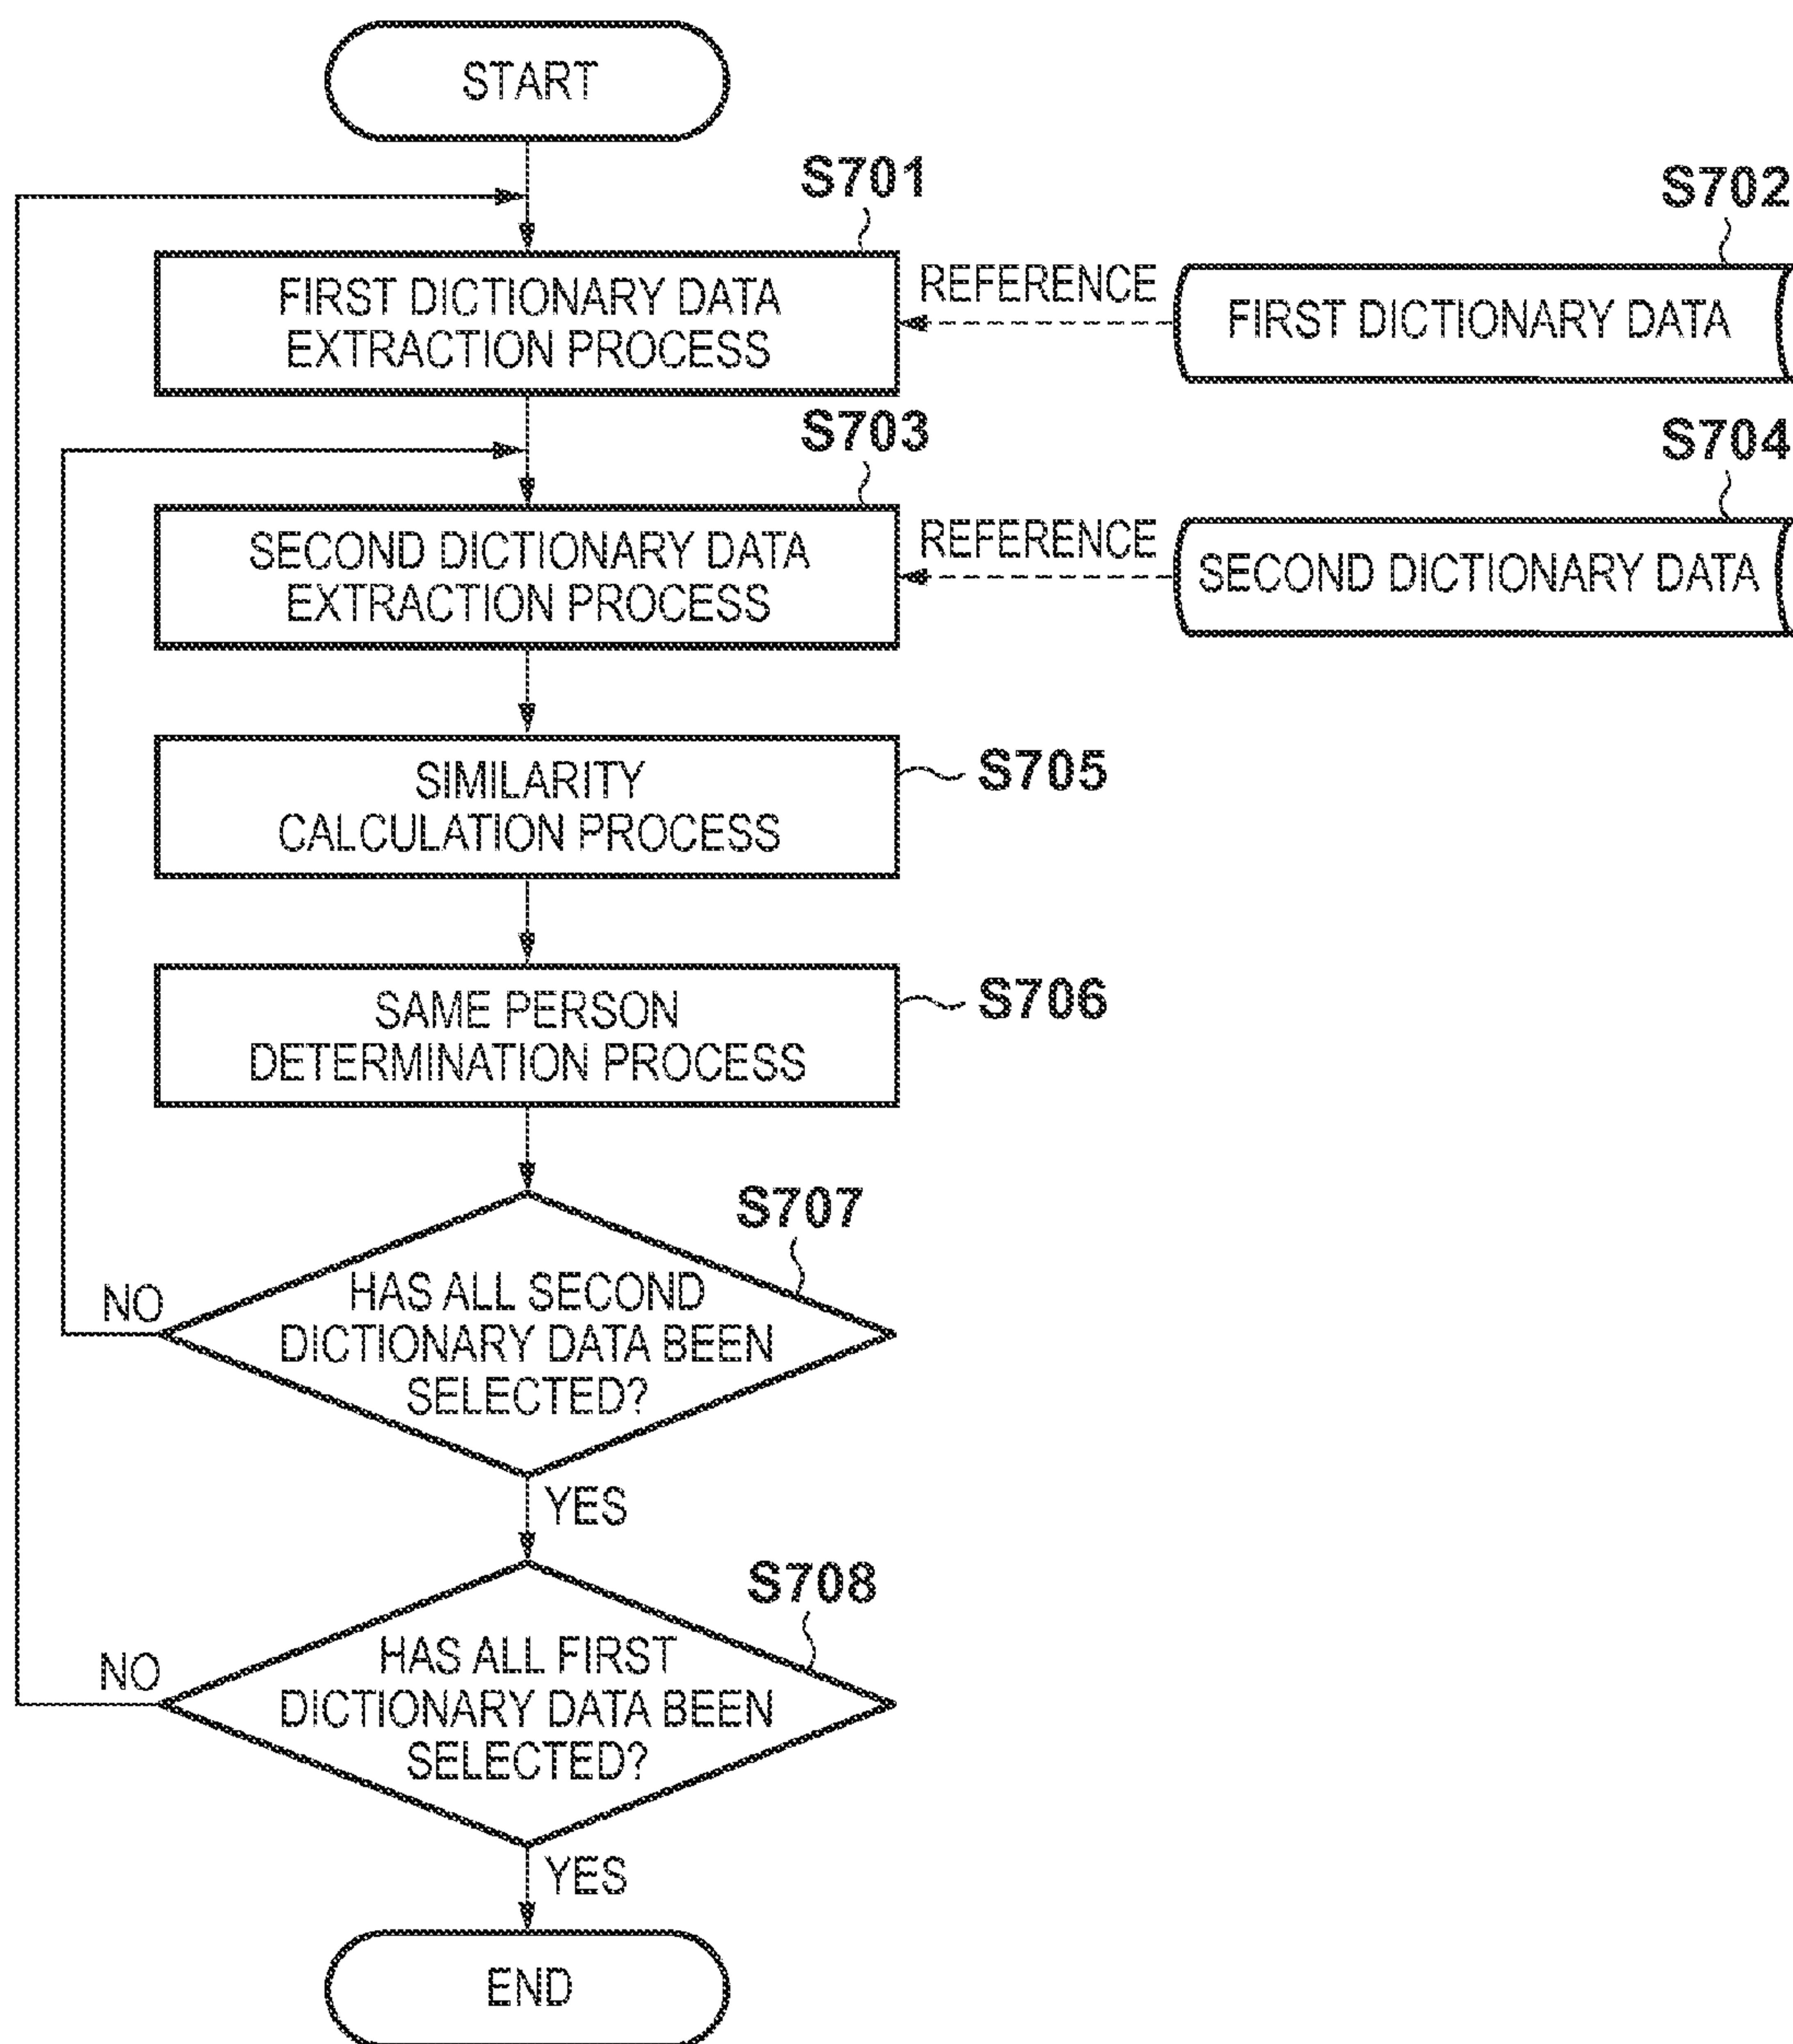 START
S701
S702
FIRST DICTIONARY DATA
EXTRACTION PROCESS
REFERENCE
FIRST DICTIONARY DATA
S703
S704
SECOND DICTIONARY DATA
EXTRACTION PROCESS
REFERENCE
SECOND DICTIONARY DATA
SIMILARITY
CALCULATION PROCESS
S705
SAME PERSON
DETERMINATION PROCESS
S706
S707
HAS ALL SECOND
DICTIONARY DATA BEEN
SELECTED?
NO
YES
S708
HAS ALL FIRST
DICTIONARY DATA BEEN
SELECTED?
NO
YES
END